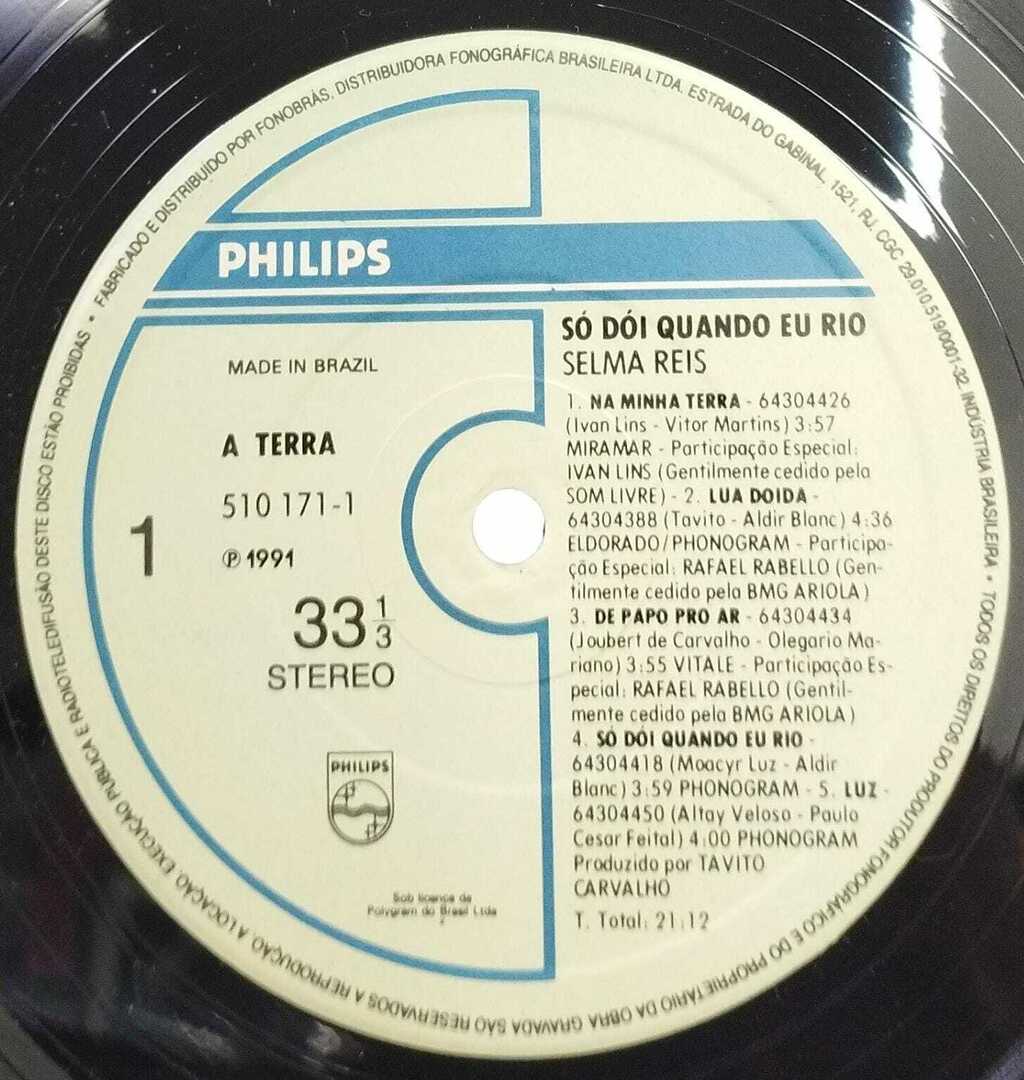 • FABRICADO E DISTRIBUIDO POR FONOBRÁS, DISTRIBUIDORA FONOGRÁFICA BRASILEIRA LTDA. ESTRADA DO GABINAL, 1521, RJ, CGC 29.010.519/0001-32. INDÚSTRIA BRASILEIRA • TODOS OS DIREITOS DO PRODUTOR FONOGRÁFICO E DO PROPRIETÁRIO DA OBRA GRAVADA SÃO RESERVADOS A REPRODUÇÃO, A LOCAÇÃO, EXECUÇÃO PUBLICA E RADIOTELEDIFUSÃO DESTE DISCO ESTÃO PROIBIDAS
PHILIPS
MADE IN BRAZIL
A TERRA
510 171-1
1
℗ 1991
33 1/3
STEREO
PHILIPS
Sob licença da
Polygram do Brasil Ltda
SÓ DÓI QUANDO EU RIO
SELMA REIS
1. NA MINHA TERRA - 64304426
(Ivan Lins - Vitor Martins) 3:57
MIRAMAR - Participação Especial:
IVAN LINS (Gentilmente cedido pela
SOM LIVRE) - 2. LUA DOIDA -
64304388 (Tavito - Aldir Blanc) 4:36
ELDORADO/PHONOGRAM - Participa-
ção Especial: RAFAEL RABELLO (Gen-
tilmente cedido pela BMG ARIOLA)
3. DE PAPO PRO AR - 64304434
(Joubert de Carvalho - Olegario Ma-
riano) 3:55 VITALE - Participação Es-
pecial: RAFAEL RABELLO (Gentil-
mente cedido pela BMG ARIOLA)
4. SÓ DÓI QUANDO EU RIO -
64304418 (Moacyr Luz - Aldir
Blanc) 3:59 PHONOGRAM - 5. LUZ -
64304450 (Altay Veloso - Paulo
Cesar Feital) 4:00 PHONOGRAM
Produzido por TAVITO
CARVALHO
T. Total: 21:12